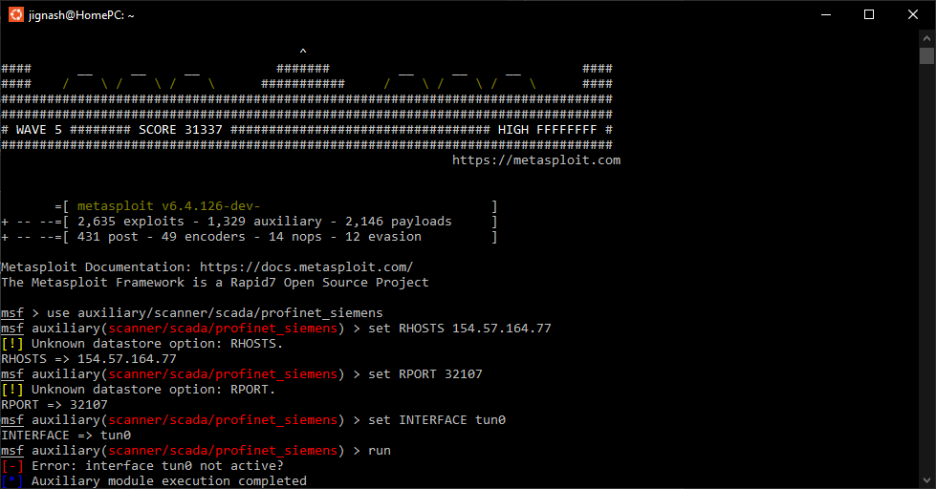 jignash@HomePC: ~
^
####      __     __     __          #######          __     __     __        ####
####    /    \ /    \ /    \      ###########     /    \ /    \ /    \      ####
################################################################################
################################################################################
# WAVE 5 ######## SCORE 31337 ################################## HIGH FFFFFFFF #
################################################################################
https://metasploit.com
=[ metasploit v6.4.126-dev- ]
+ -- --=[ 2,635 exploits - 1,329 auxiliary - 2,146 payloads ]
+ -- --=[ 431 post - 49 encoders - 14 nops - 12 evasion ]
Metasploit Documentation: https://docs.metasploit.com/
The Metasploit Framework is a Rapid7 Open Source Project
msf > use auxiliary/scanner/scada/profinet_siemens
msf auxiliary(scanner/scada/profinet_siemens) > set RHOSTS 154.57.164.77
[!] Unknown datastore option: RHOSTS.
RHOSTS => 154.57.164.77
msf auxiliary(scanner/scada/profinet_siemens) > set RPORT 32107
[!] Unknown datastore option: RPORT.
RPORT => 32107
msf auxiliary(scanner/scada/profinet_siemens) > set INTERFACE tun0
INTERFACE => tun0
msf auxiliary(scanner/scada/profinet_siemens) > run
[-] Error: interface tun0 not active?
[*] Auxiliary module execution completed